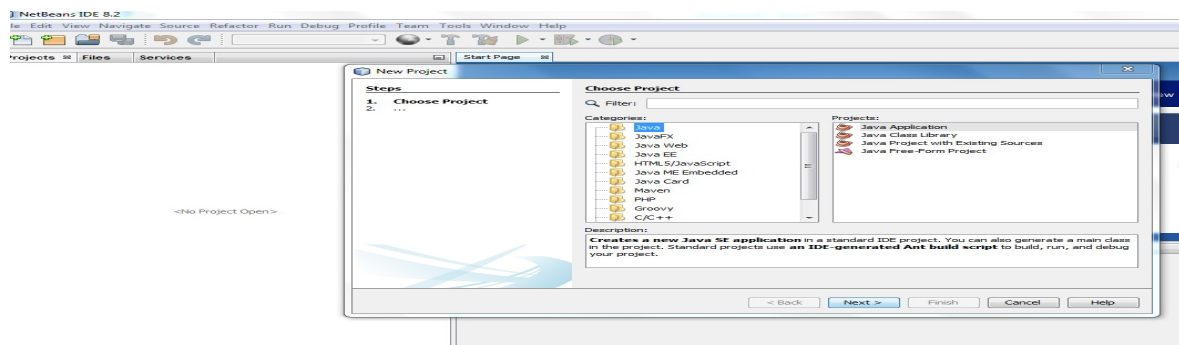 NetBeans IDE 8.2
Edit View Navigate Source Refactor Run Debug Profile Team Tools Window Help
Projects Files Services
Start Page
New Project
Steps
1. Choose Project
2. ...
Choose Project
Filter:
Categories:
Java
JavaFX
Java Web
Java EE
HTML5/JavaScript
Java ME Embedded
Java Card
Maven
PHP
Groovy
C/C++
Projects:
Java Application
Java Class Library
Java Project with Existing Sources
Java Free-Form Project
Description:
Creates a new Java SE application in a standard IDE project. You can also generate a main class
in the project. Standard projects use an IDE-generated Ant build script to build, run, and debug
your project.
< Back Next > Finish Cancel Help
<No Project Open>